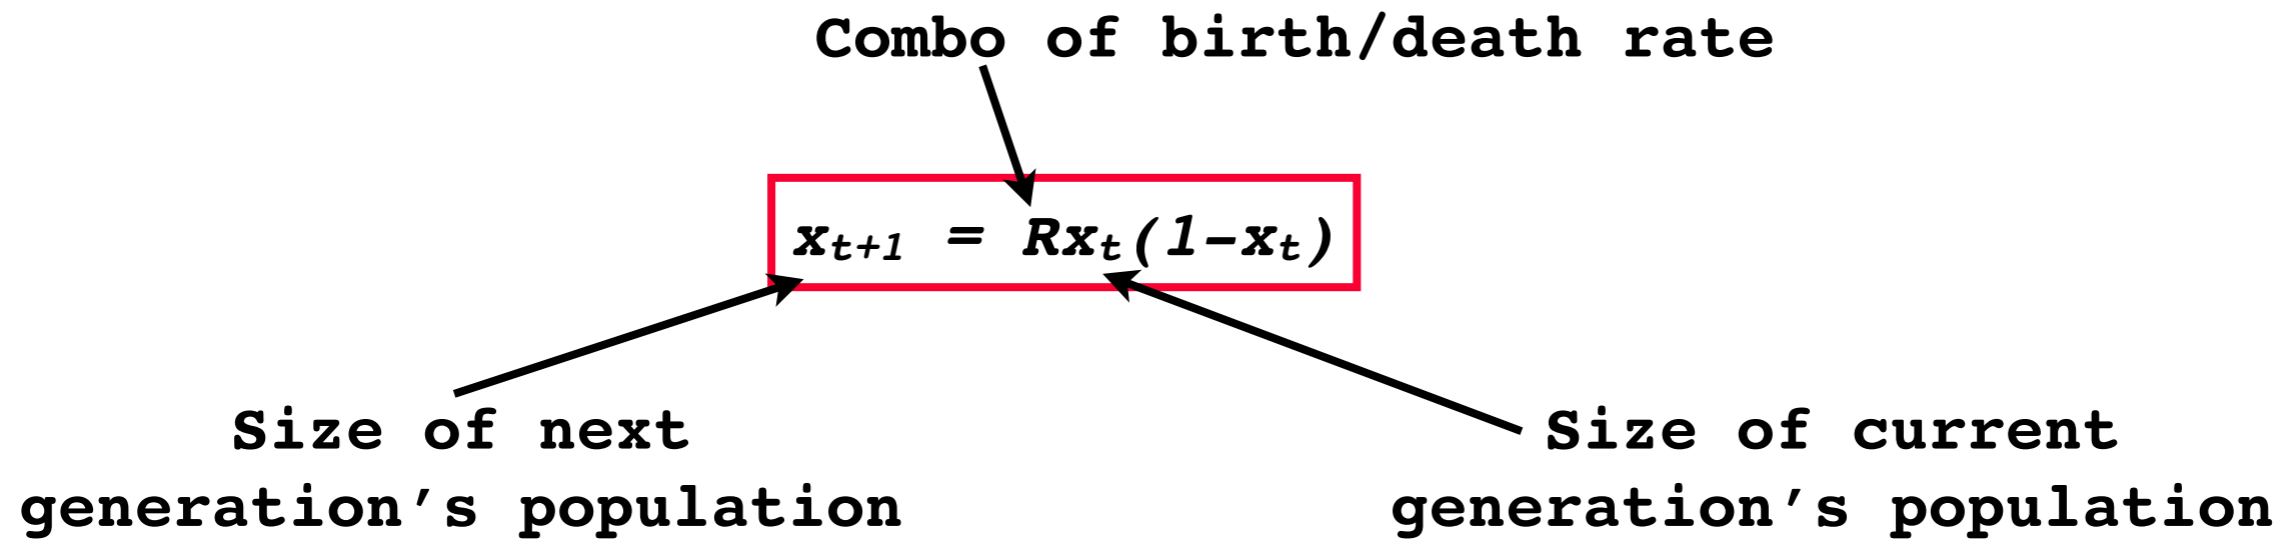 Combo of birth/death rate
xₜ₊₁ = Rxₜ(1-xₜ)
Size of next
generation’s population
Size of current
generation’s population